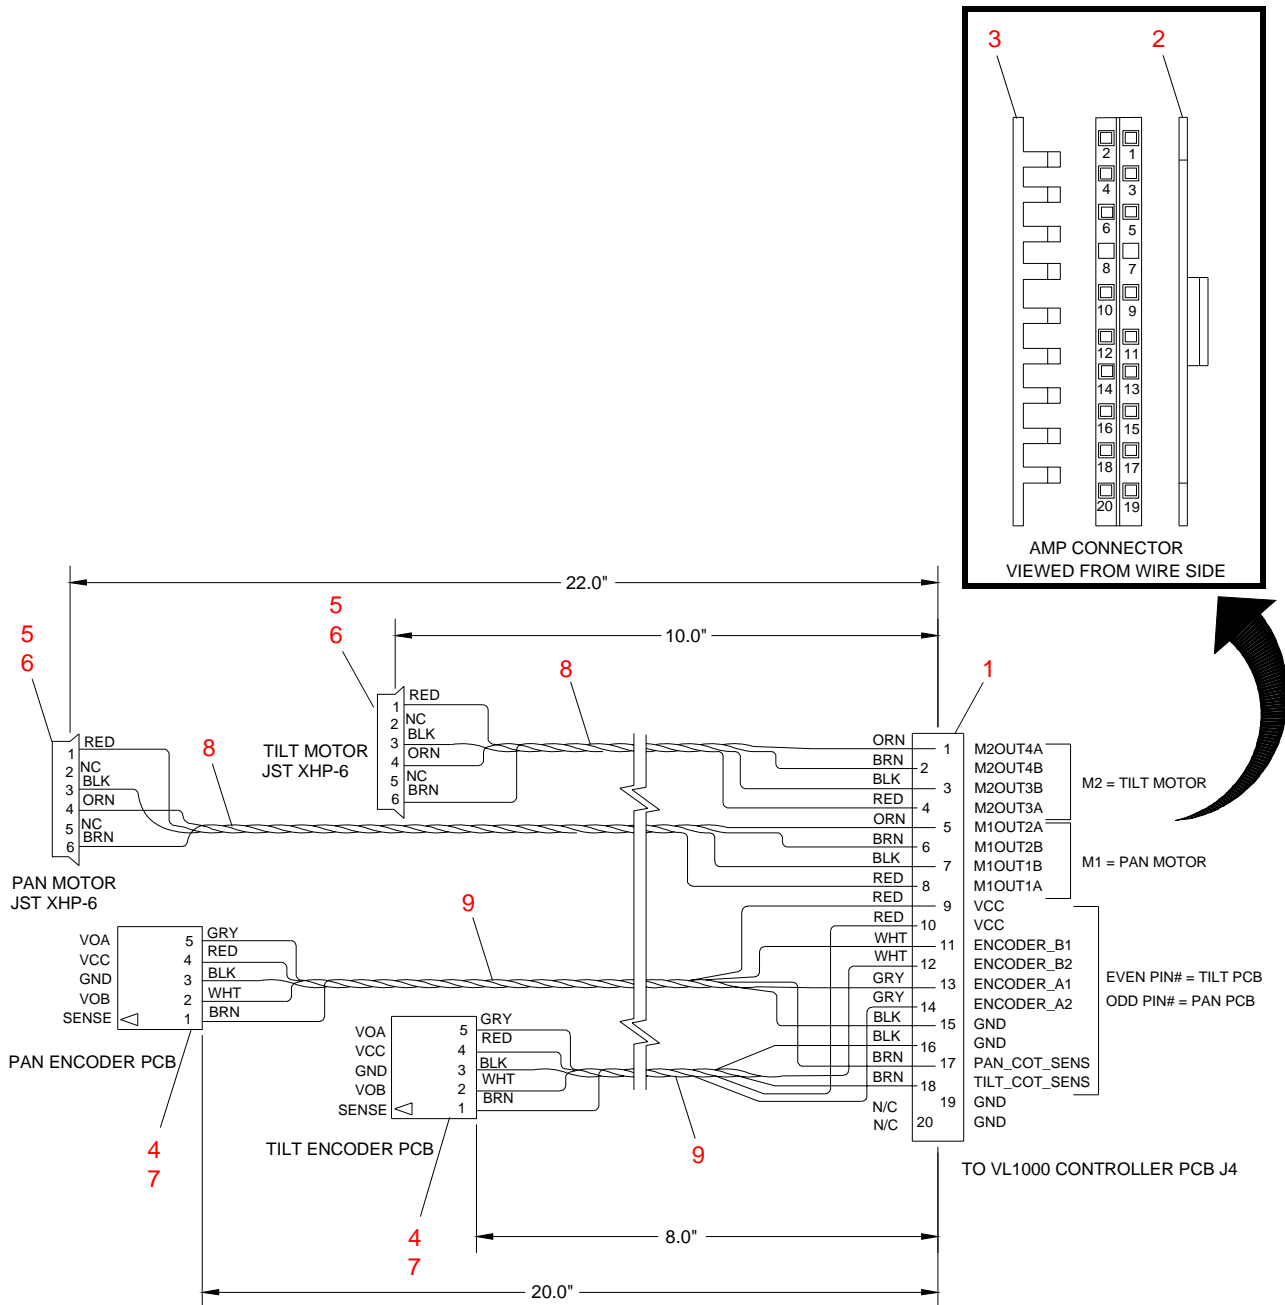 3 2
2 1
4 3
6 5
8 7
10 9
12 11
14 13
16 15
18 17
20 19
AMP CONNECTOR
VIEWED FROM WIRE SIDE
22.0"
10.0"
5
6
5
6
8
8
1
1 RED
2 NC
3 BLK
4 ORN
5 NC
6 BRN
PAN MOTOR
JST XHP-6
TILT MOTOR
JST XHP-6
1 RED
2 NC
3 BLK
4 ORN
5 NC
6 BRN
ORN 1 M2OUT4A
BRN 2 M2OUT4B
BLK 3 M2OUT3B
RED 4 M2OUT3A
ORN 5 M1OUT2A
BRN 6 M1OUT2B
BLK 7 M1OUT1B
RED 8 M1OUT1A
RED 9 VCC
RED 10 VCC
WHT 11 ENCODER_B1
WHT 12 ENCODER_B2
GRY 13 ENCODER_A1
GRY 14 ENCODER_A2
BLK 15 GND
BLK 16 GND
BRN 17 PAN_COT_SENS
BRN 18 TILT_COT_SENS
N/C 19 GND
N/C 20 GND
M2 = TILT MOTOR
M1 = PAN MOTOR
EVEN PIN# = TILT PCB
ODD PIN# = PAN PCB
TO VL1000 CONTROLLER PCB J4
9
VOA 5 GRY
VCC 4 RED
GND 3 BLK
VOB 2 WHT
SENSE 1 BRN
PAN ENCODER PCB
4
7
VOA 5 GRY
VCC 4 RED
GND 3 BLK
VOB 2 WHT
SENSE 1 BRN
TILT ENCODER PCB
9
4
7
8.0"
20.0"